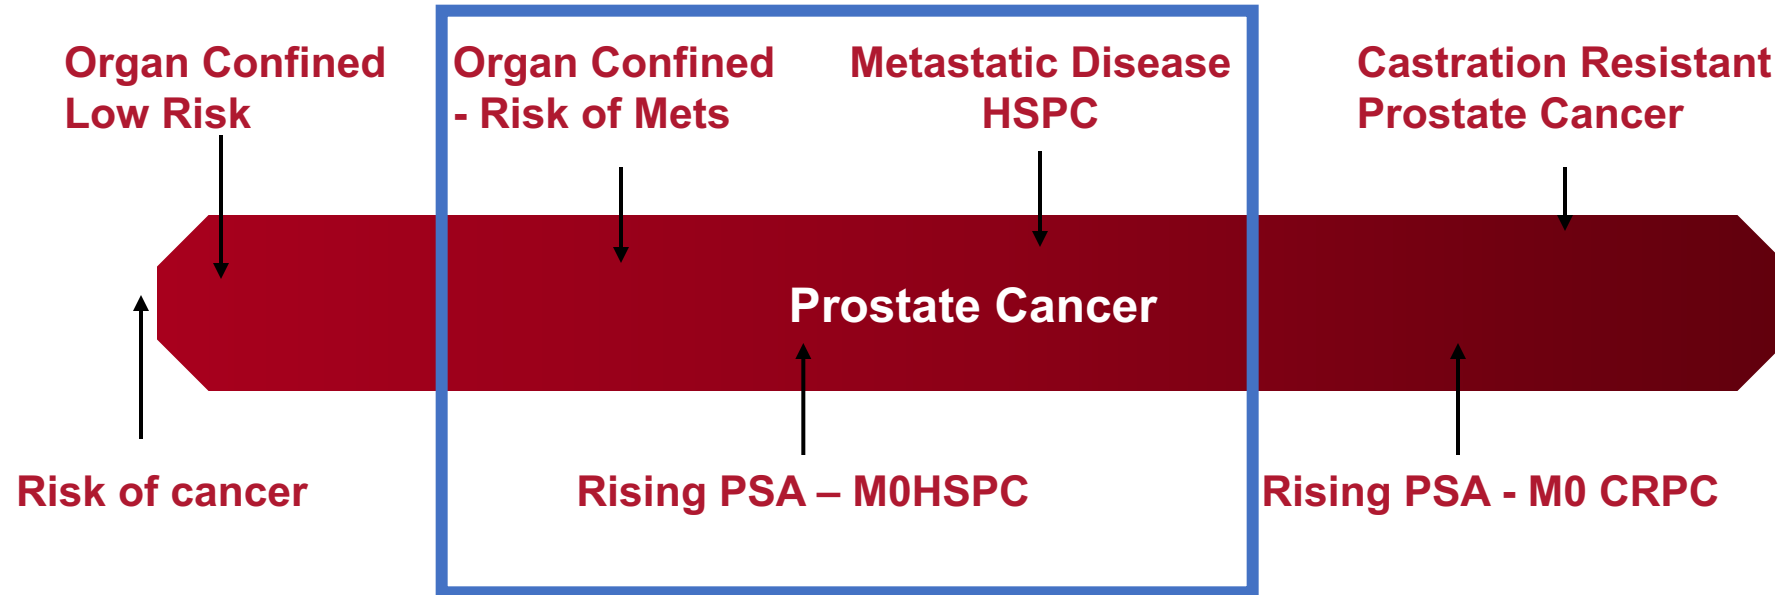 Organ Confined
Low Risk
Organ Confined
- Risk of Mets
Metastatic Disease
HSPC
Castration Resistant
Prostate Cancer
Prostate Cancer
Risk of cancer
Rising PSA – M0HSPC
Rising PSA - M0 CRPC